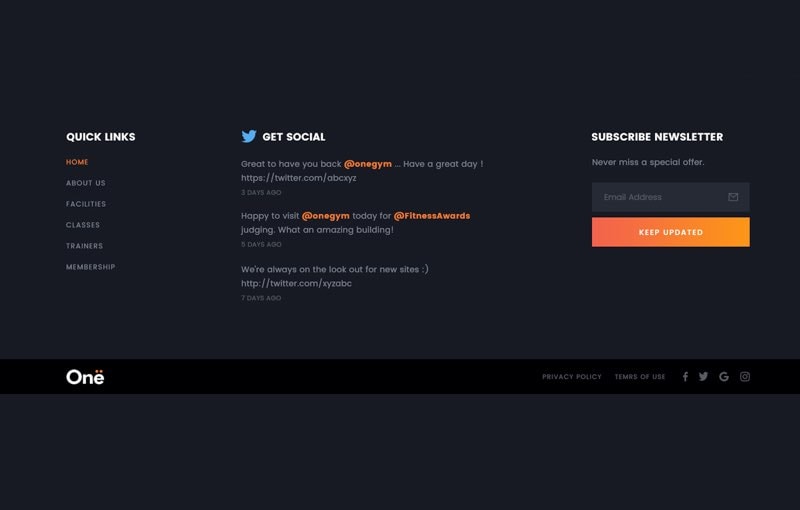 QUICK LINKS
HOME
ABOUT US
FACILITIES
CLASSES
TRAINERS
MEMBERSHIP
GET SOCIAL
Great to have you back @onegym ... Have a great day !
https://twitter.com/abcxyz
3 DAYS AGO
Happy to visit @onegym today for @FitnessAwards
judging. What an amazing building!
5 DAYS AGO
We're always on the look out for new sites :)
http://twitter.com/xyzabc
7 DAYS AGO
SUBSCRIBE NEWSLETTER
Never miss a special offer.
Email Address
KEEP UPDATED
Onë
PRIVACY POLICY TEMRS OF USE